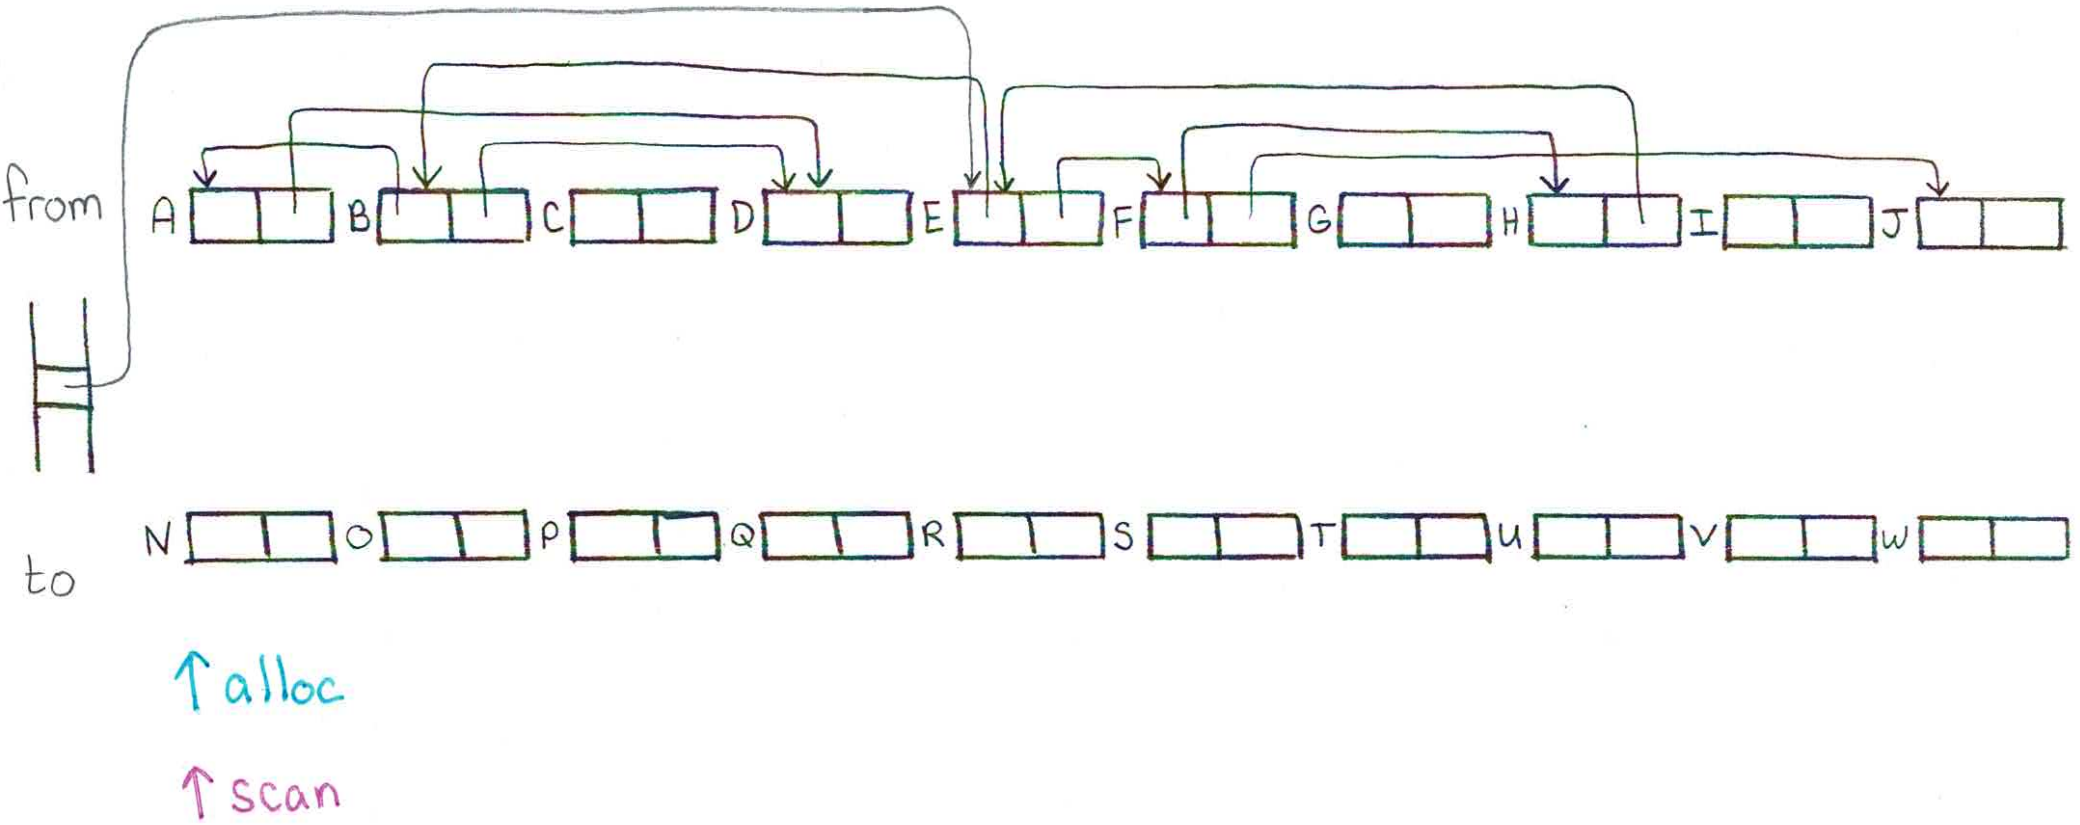 from A B C D E F G H I J
N O P Q R S T U V W
to
alloc
scan